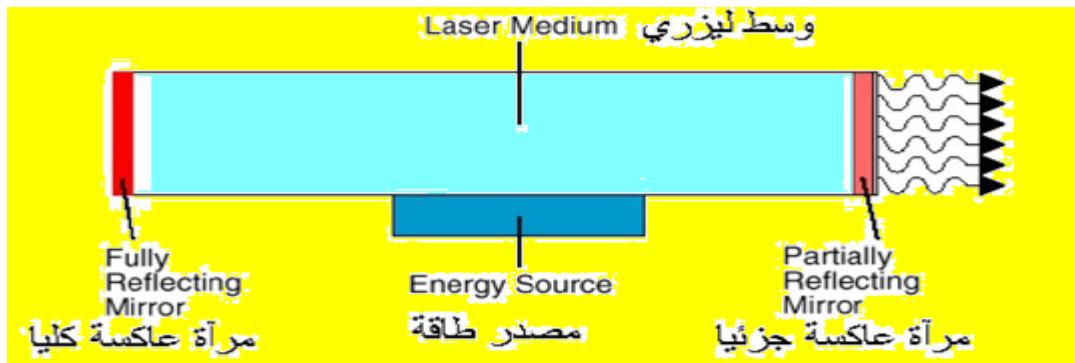 Laser Medium وسط ليزري
Fully
Reflecting
Mirror
مرآة عاكسة كليا
Energy Source
مصدر طاقة
Partially
Reflecting
Mirror
مرآة عاكسة جزئيا